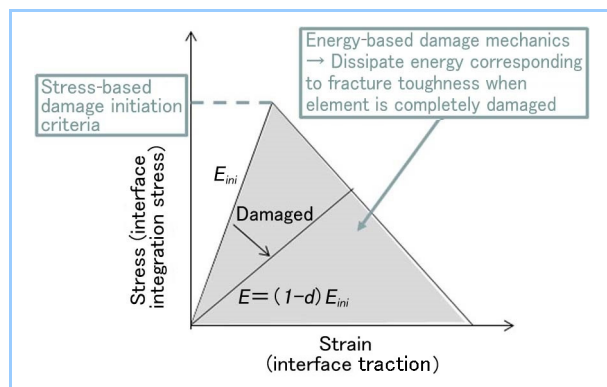 Energy-based damage mechanics
→ Dissipate energy corresponding
to fracture toughness when
element is completely damaged
Stress-based
damage initiation
criteria
E_ini
Damaged
E=(1-d) E_ini
Stress (interface
integration stress)
Strain
(interface traction)